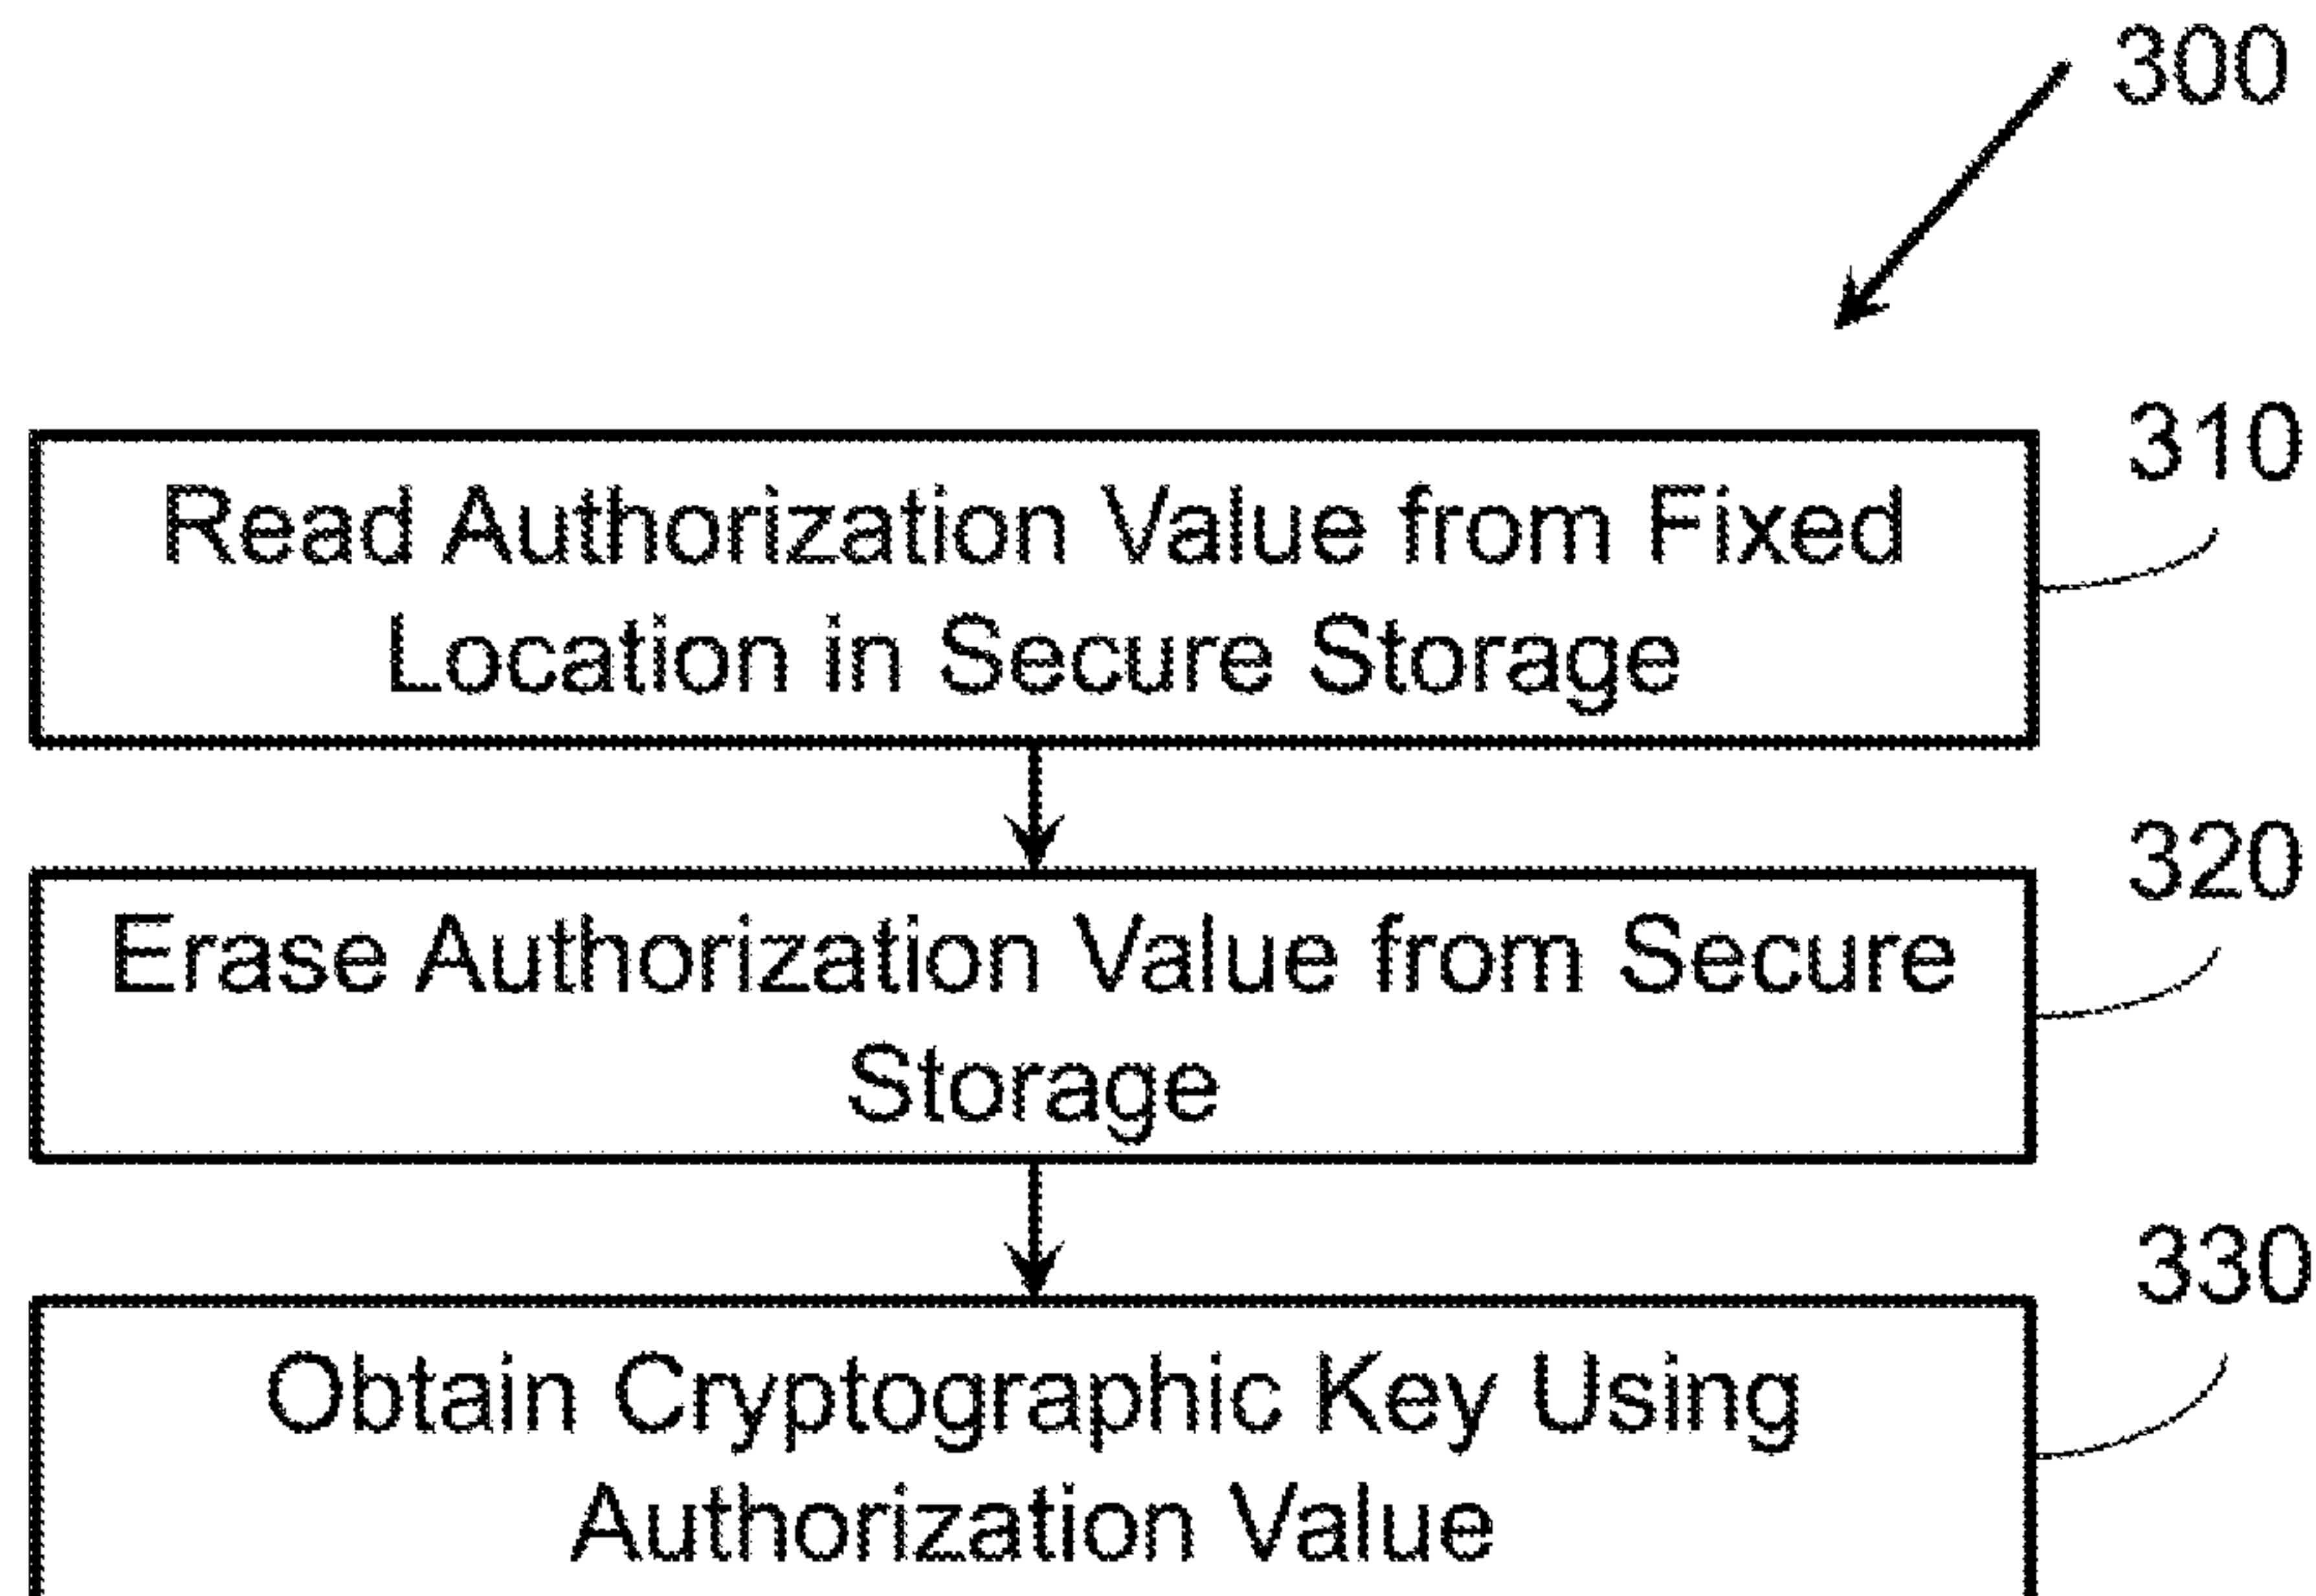 300
310
Read Authorization Value from Fixed
Location in Secure Storage
320
Erase Authorization Value from Secure
Storage
330
Obtain Cryptographic Key Using
Authorization Value